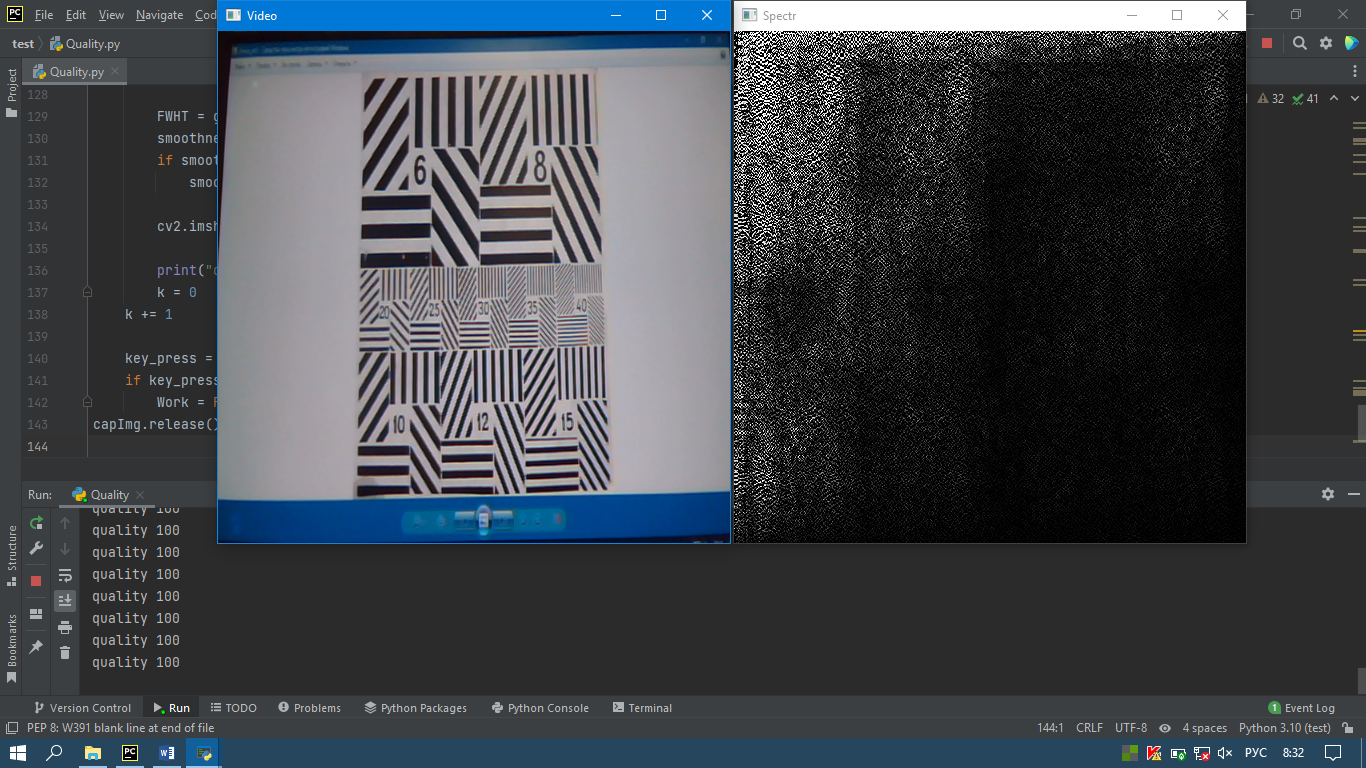 File Edit View Navigate Cod
Video
Spectr
test Quality.py
Quality.py
32 41
Project
128
129 FWHT = g
130 smoothne
131 if smoot
132 smoo
133
134 cv2.imsh
135
136 print("q
137 k = 0
138 k += 1
139
140 key_press =
141 if key_press
142 Work = F
143 capImg.release()
144
6 8
20 25 30 35 40
10 12 15
Run: Quality
quality 100
quality 100
quality 100
quality 100
quality 100
quality 100
quality 100
quality 100
Structure
Bookmarks
Version Control Run TODO Problems Python Packages Python Console Terminal 1 Event Log
PEP 8: W391 blank line at end of file 144:1 CRLF UTF-8 4 spaces Python 3.10 (test)
PC W РУС 8:32